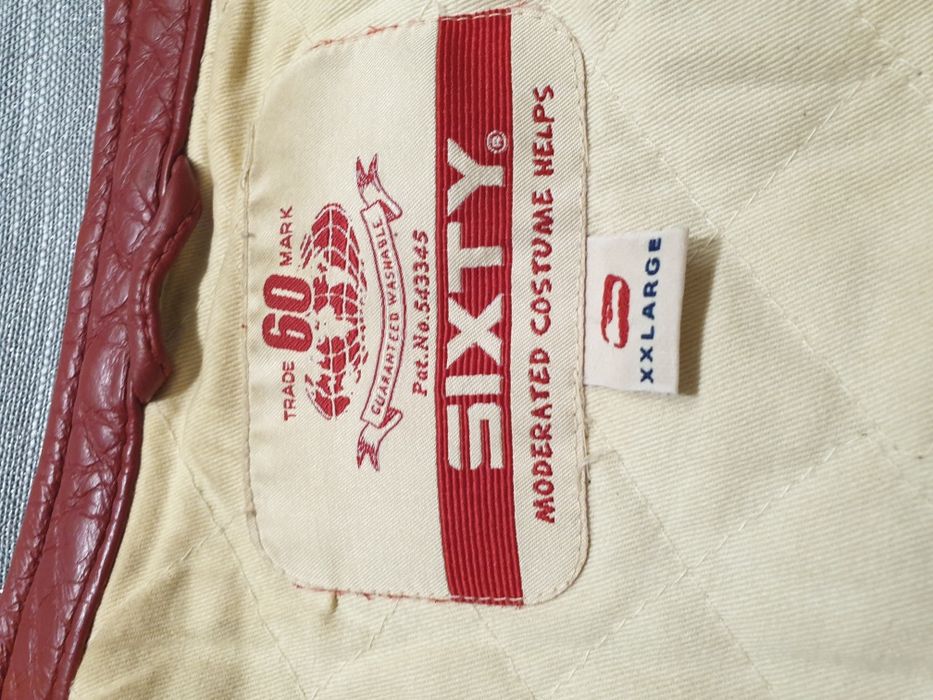 TRADE 60 MARK
GUARANTEED WASHABLE
Pat.No.543345
SIXTY®
MODERATED COSTUME HELPS
XXLARGE